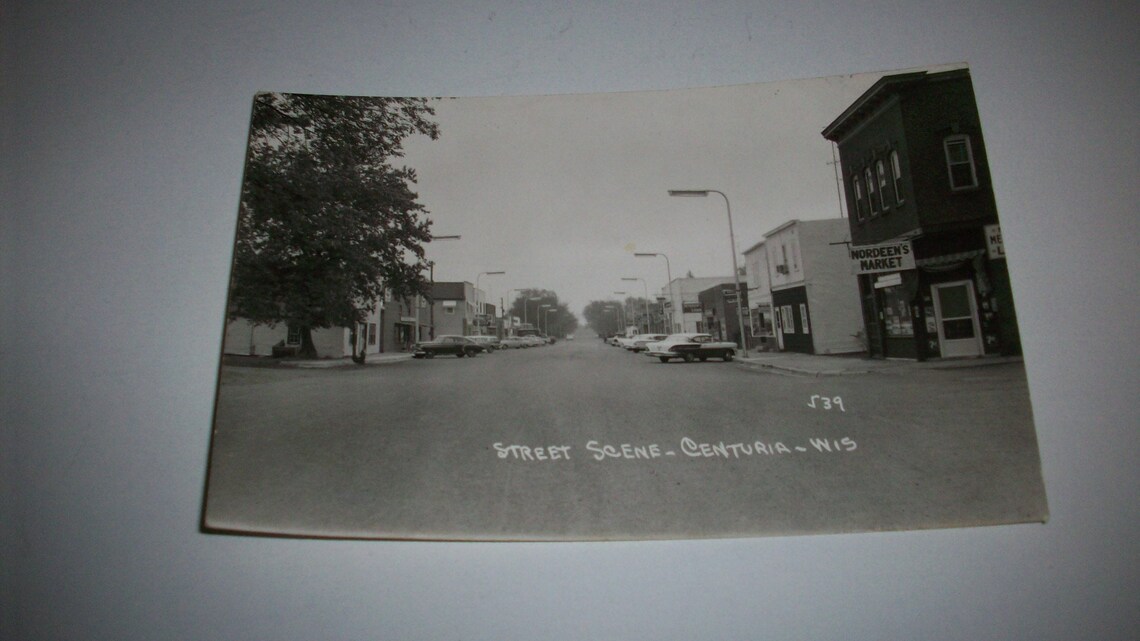 NORDEEN'S
MARKET
539
STREET SCENE - CENTURIA - WIS